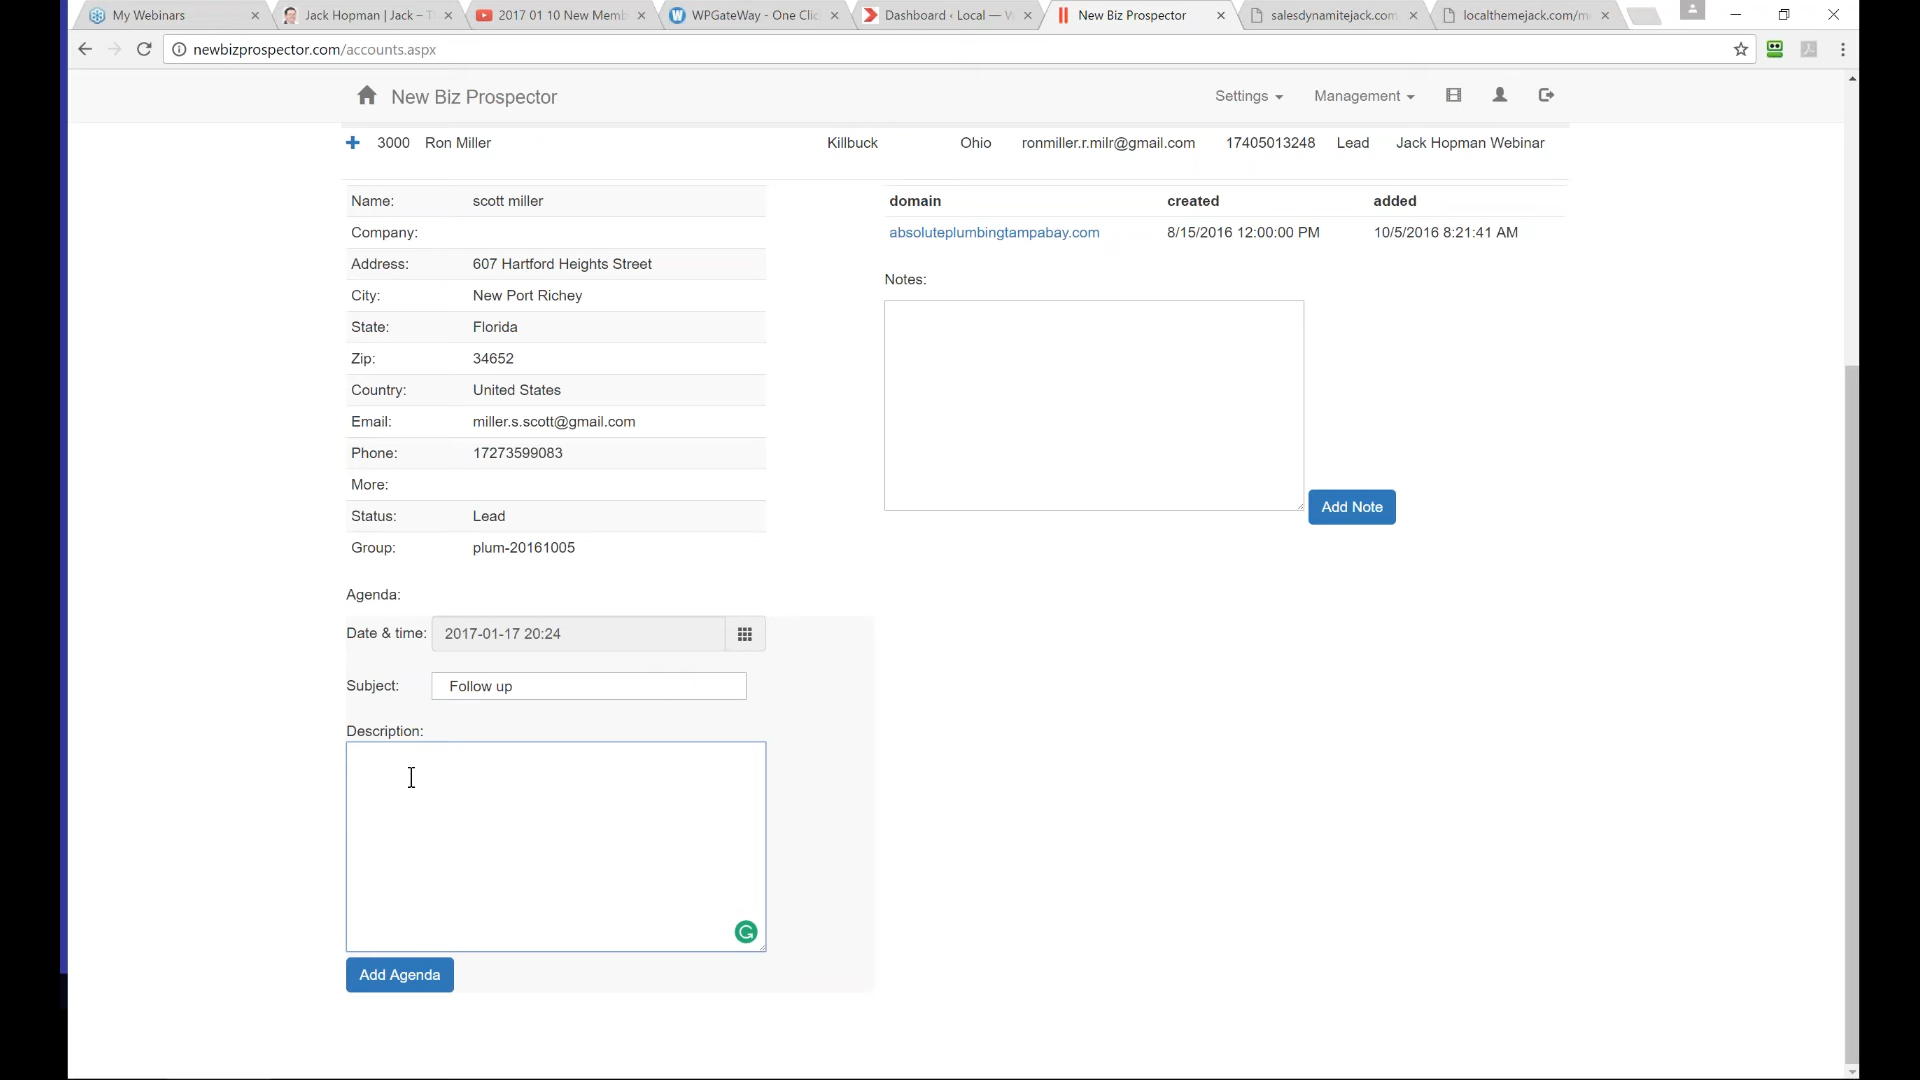 My Webinars
Jack Hopman | Jack – T
2017 01 10 New Memb
WPGateWay - One Clic
Dashboard ‹ Local — W
New Biz Prospector
salesdynamitejack.com
localthemejack.com/m
newbizprospector.com/accounts.aspx
New Biz Prospector
Settings
Management
3000 Ron Miller Killbuck Ohio ronmiller.r.milr@gmail.com 17405013248 Lead Jack Hopman Webinar
Name: scott miller
Company:
Address: 607 Hartford Heights Street
City: New Port Richey
State: Florida
Zip: 34652
Country: United States
Email: miller.s.scott@gmail.com
Phone: 17273599083
More:
Status: Lead
Group: plum-20161005
domain created added
absoluteplumbingtampabay.com 8/15/2016 12:00:00 PM 10/5/2016 8:21:41 AM
Notes:
Add Note
Agenda:
Date & time: 2017-01-17 20:24
Subject: Follow up
Description:
Add Agenda